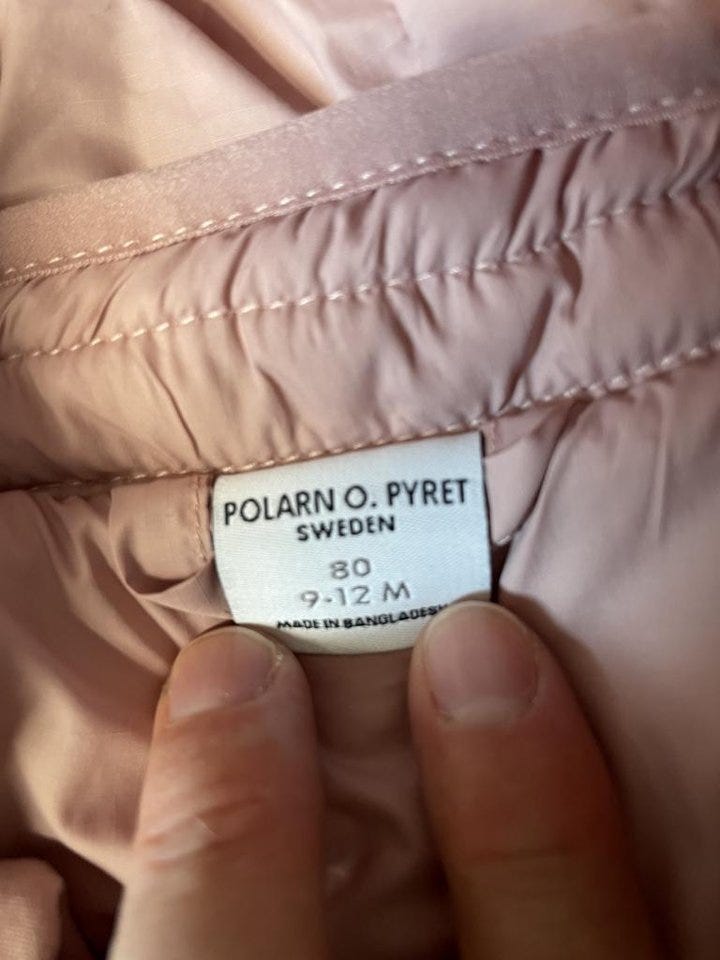 POLARN O. PYRET
SWEDEN
80
9-12 M
MADE IN BANGLADESH